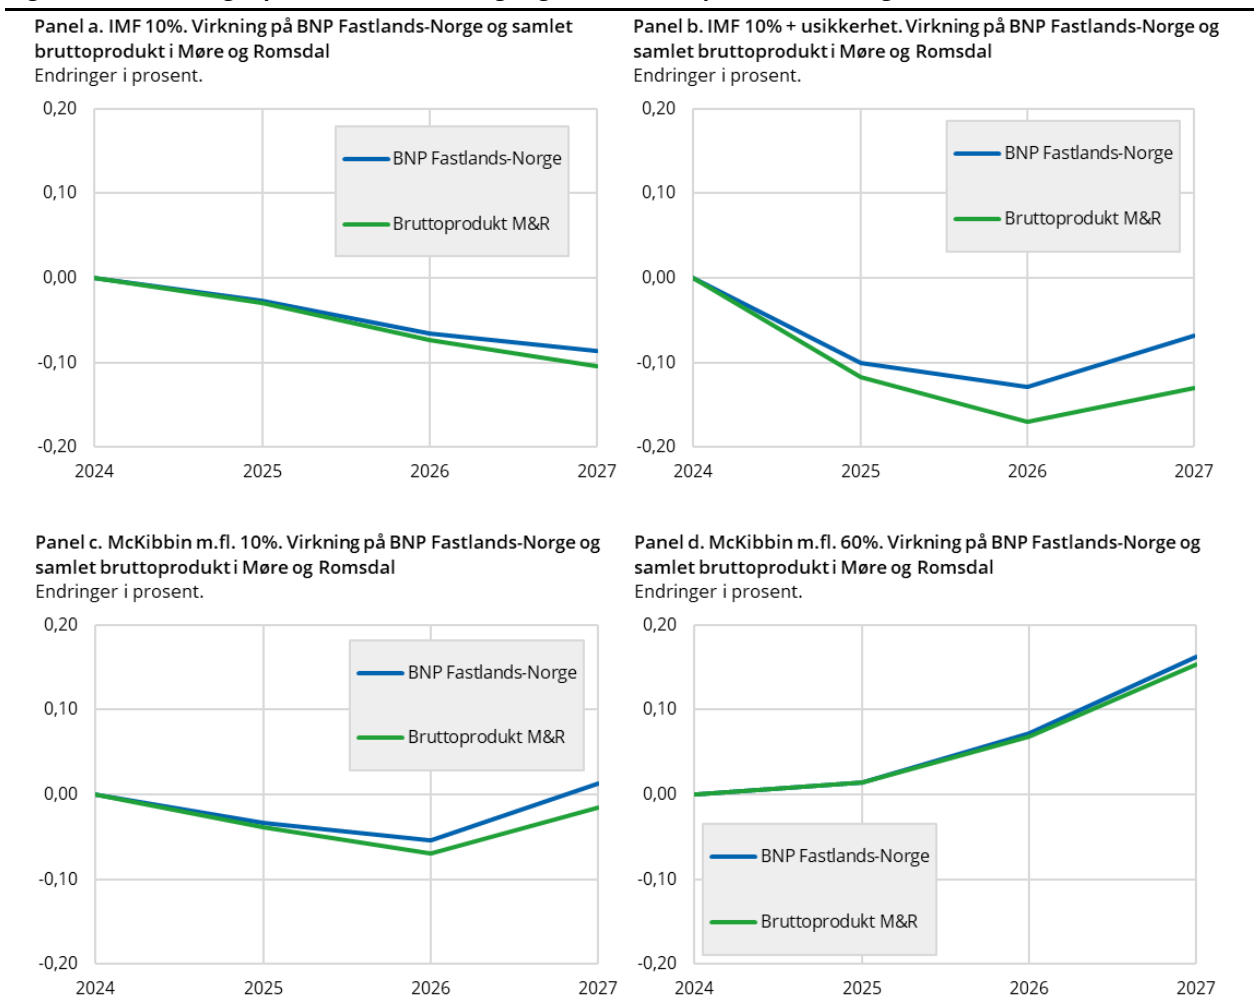 Panel a. IMF 10%. Virkning på BNP Fastlands-Norge og samlet
bruttoprodukt i Møre og Romsdal
Endringer i prosent.
0,20
0,10
0,00
-0,10
-0,20
2024
2025
2026
2027
BNP Fastlands-Norge
Bruttoprodukt M&R
Panel b. IMF 10% + usikkerhet. Virkning på BNP Fastlands-Norge og
samlet bruttoprodukt i Møre og Romsdal
Endringer i prosent.
0,20
0,10
0,00
-0,10
-0,20
2024
2025
2026
2027
BNP Fastlands-Norge
Bruttoprodukt M&R
Panel c. McKibbin m.fl. 10%. Virkning på BNP Fastlands-Norge og
samlet bruttoprodukt i Møre og Romsdal
Endringer i prosent.
0,20
0,10
0,00
-0,10
-0,20
2024
2025
2026
2027
BNP Fastlands-Norge
Bruttoprodukt M&R
Panel d. McKibbin m.fl. 60%. Virkning på BNP Fastlands-Norge og
samlet bruttoprodukt i Møre og Romsdal
Endringer i prosent.
0,20
0,10
0,00
-0,10
-0,20
2024
2025
2026
2027
BNP Fastlands-Norge
Bruttoprodukt M&R